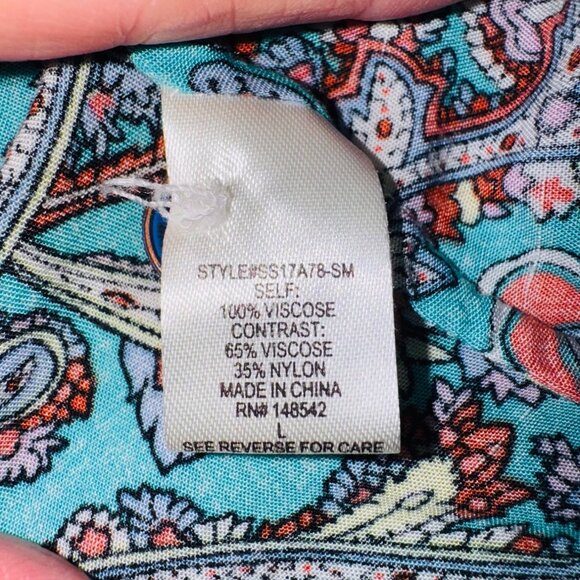 STYLE#SS17A78-SM
SELF:
100% VISCOSE
CONTRAST:
65% VISCOSE
35% NYLON
MADE IN CHINA
RN# 148542
L
SEE REVERSE FOR CARE